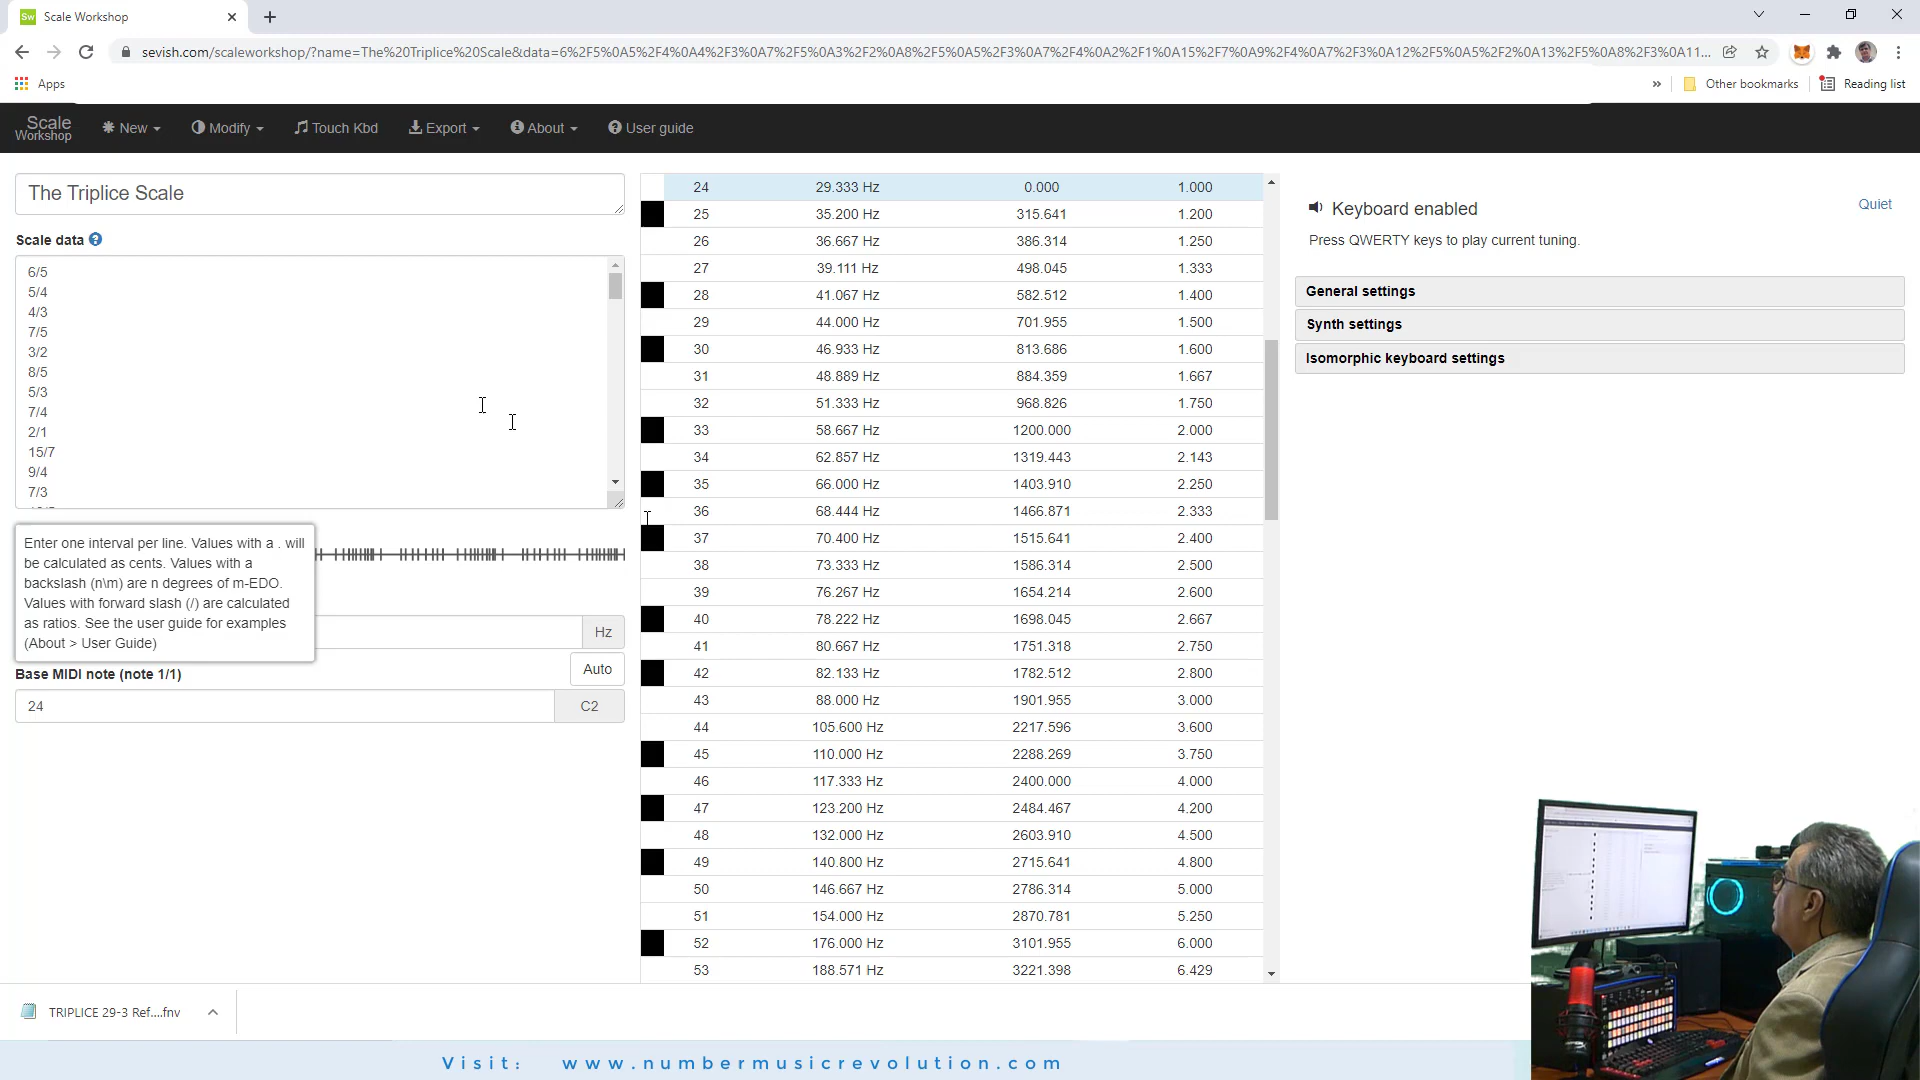 Scale Workshop
sevish.com/scaleworkshop/?name=The%20Triplice%20Scale&data=6%2F5%0A5%2F4%0A4%2F3%0A7%2F5%0A3%2F2%0A8%2F5%0A5%2F3%0A7%2F4%0A2%2F1%0A15%2F7%0A9%2F4%0A7%2F3%0A12%2F5%0A5%2F2%0A13%2F5%0A8%2F3%0A11...
Apps
» Other bookmarks Reading list
Scale Workshop New Modify Touch Kbd Export About User guide
The Triplice Scale
Scale data
6/5
5/4
4/3
7/5
3/2
8/5
5/3
7/4
2/1
15/7
9/4
7/3
Enter one interval per line. Values with a . will
be calculated as cents. Values with a
backslash (n\m) are n degrees of m-EDO.
Values with forward slash (/) are calculated
as ratios. See the user guide for examples
(About > User Guide)
Hz
Auto
Base MIDI note (note 1/1)
24 C2
24 29.333 Hz 0.000 1.000
25 35.200 Hz 315.641 1.200
26 36.667 Hz 386.314 1.250
27 39.111 Hz 498.045 1.333
28 41.067 Hz 582.512 1.400
29 44.000 Hz 701.955 1.500
30 46.933 Hz 813.686 1.600
31 48.889 Hz 884.359 1.667
32 51.333 Hz 968.826 1.750
33 58.667 Hz 1200.000 2.000
34 62.857 Hz 1319.443 2.143
35 66.000 Hz 1403.910 2.250
36 68.444 Hz 1466.871 2.333
37 70.400 Hz 1515.641 2.400
38 73.333 Hz 1586.314 2.500
39 76.267 Hz 1654.214 2.600
40 78.222 Hz 1698.045 2.667
41 80.667 Hz 1751.318 2.750
42 82.133 Hz 1782.512 2.800
43 88.000 Hz 1901.955 3.000
44 105.600 Hz 2217.596 3.600
45 110.000 Hz 2288.269 3.750
46 117.333 Hz 2400.000 4.000
47 123.200 Hz 2484.467 4.200
48 132.000 Hz 2603.910 4.500
49 140.800 Hz 2715.641 4.800
50 146.667 Hz 2786.314 5.000
51 154.000 Hz 2870.781 5.250
52 176.000 Hz 3101.955 6.000
53 188.571 Hz 3221.398 6.429
Keyboard enabled Quiet
Press QWERTY keys to play current tuning.
General settings
Synth settings
Isomorphic keyboard settings
TRIPLICE 29-3 Ref....fnv
Visit: www.numbermusicrevolution.com